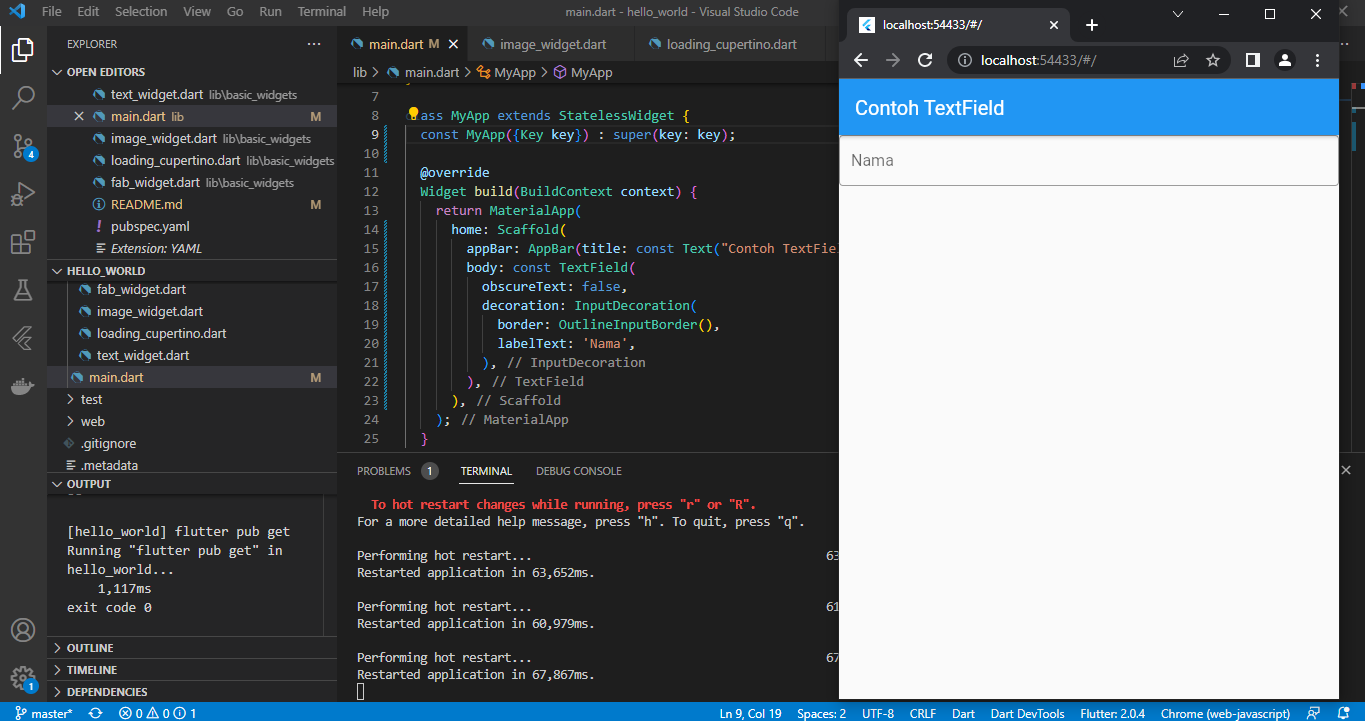 File Edit Selection View Go Run Terminal Help
main.dart - hello_world - Visual Studio Code
EXPLORER
OPEN EDITORS
text_widget.dart lib\basic_widgets
main.dart lib M
image_widget.dart lib\basic_widgets
loading_cupertino.dart lib\basic_widgets
fab_widget.dart lib\basic_widgets
README.md M
pubspec.yaml
Extension: YAML
HELLO_WORLD
fab_widget.dart
image_widget.dart
loading_cupertino.dart
text_widget.dart
main.dart M
test
web
.gitignore
.metadata
OUTPUT
[hello_world] flutter pub get
Running "flutter pub get" in
hello_world...
1,117ms
exit code 0
OUTLINE
TIMELINE
DEPENDENCIES
4
1
main.dart M image_widget.dart loading_cupertino.dart
lib > main.dart > MyApp > MyApp
7
8 ass MyApp extends StatelessWidget {
9 const MyApp({Key key}) : super(key: key);
10
11 @override
12 Widget build(BuildContext context) {
13 return MaterialApp(
14 home: Scaffold(
15 appBar: AppBar(title: const Text("Contoh TextFiel
16 body: const TextField(
17 obscureText: false,
18 decoration: InputDecoration(
19 border: OutlineInputBorder(),
20 labelText: 'Nama',
21 ), // InputDecoration
22 ), // TextField
23 ), // Scaffold
24 ); // MaterialApp
25 }
PROBLEMS 1 TERMINAL DEBUG CONSOLE
To hot restart changes while running, press "r" or "R".
For a more detailed help message, press "h". To quit, press "q".
Performing hot restart... 63
Restarted application in 63,652ms.
Performing hot restart... 61
Restarted application in 60,979ms.
Performing hot restart... 67
Restarted application in 67,867ms.
localhost:54433/#/
localhost:54433/#/
Contoh TextField
Nama
master* 0 0 1 Ln 9, Col 19 Spaces: 2 UTF-8 CRLF Dart Dart DevTools Flutter: 2.0.4 Chrome (web-javascript)